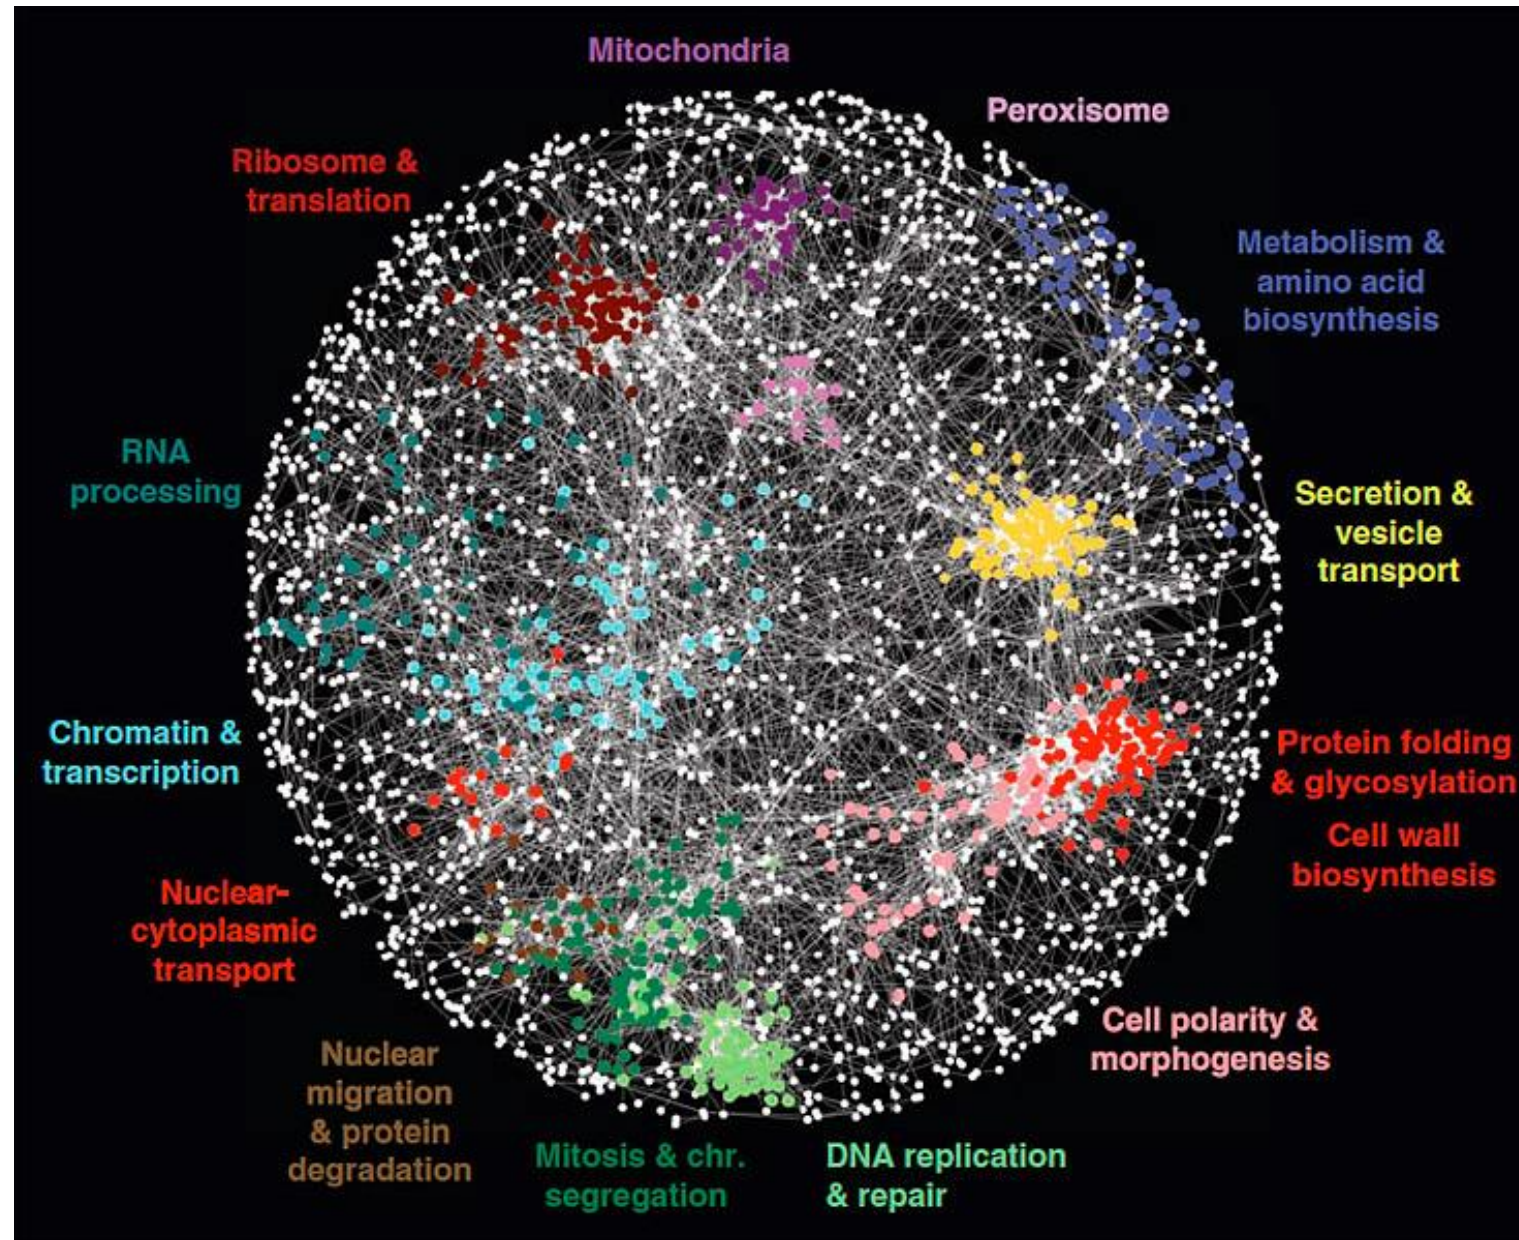 Mitochondria
Peroxisome
Ribosome &
translation
Metabolism &
amino acid
biosynthesis
RNA
processing
Secretion &
vesicle
transport
Chromatin &
transcription
Protein folding
& glycosylation
Cell wall
biosynthesis
Nuclear-
cytoplasmic
transport
Cell polarity &
morphogenesis
Nuclear
migration
& protein
degradation
Mitosis & chr.
segregation
DNA replication
& repair